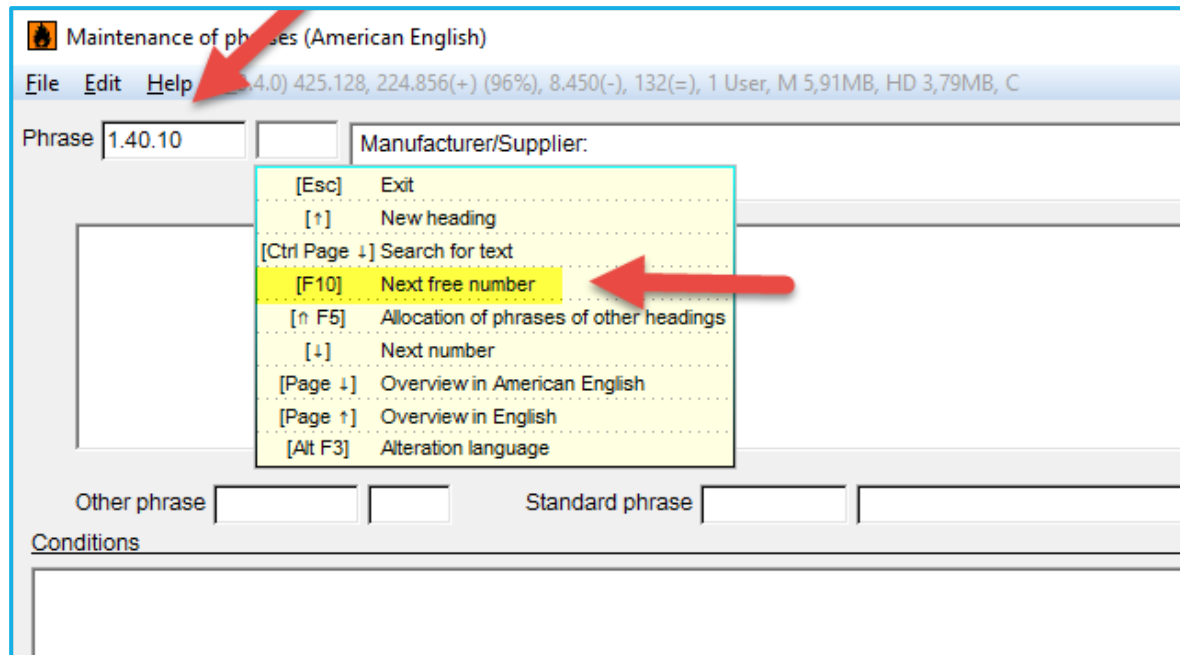 Maintenance of phrases (American English)
File Edit Help .4.0) 425.128, 224.856(+) (96%), 8.450(-), 132(=), 1 User, M 5,91MB, HD 3,79MB, C
Phrase 1.40.10 Manufacturer/Supplier:
[Esc] Exit
[↑] New heading
[Ctrl Page ↓] Search for text
[F10] Next free number
[⇑ F5] Allocation of phrases of other headings
[↓] Next number
[Page ↓] Overview in American English
[Page ↑] Overview in English
[Alt F3] Alteration language
Other phrase Standard phrase
Conditions